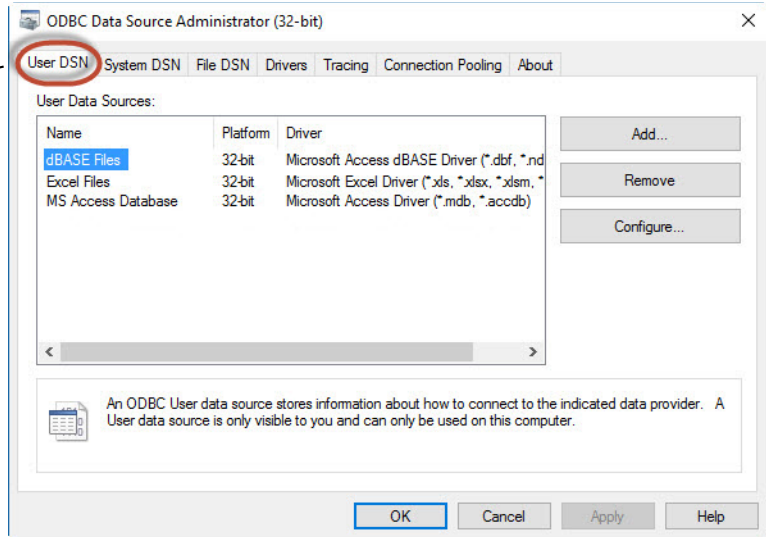 ODBC Data Source Administrator (32-bit)
User DSN System DSN File DSN Drivers Tracing Connection Pooling About
User Data Sources:
Name Platform Driver
dBASE Files 32-bit Microsoft Access dBASE Driver (*.dbf, *.nd
Excel Files 32-bit Microsoft Excel Driver (*.xls, *.xlsx, *.xlsm, *
MS Access Database 32-bit Microsoft Access Driver (*.mdb, *.accdb)
Add...
Remove
Configure...
An ODBC User data source stores information about how to connect to the indicated data provider. A
User data source is only visible to you and can only be used on this computer.
OK Cancel Apply Help